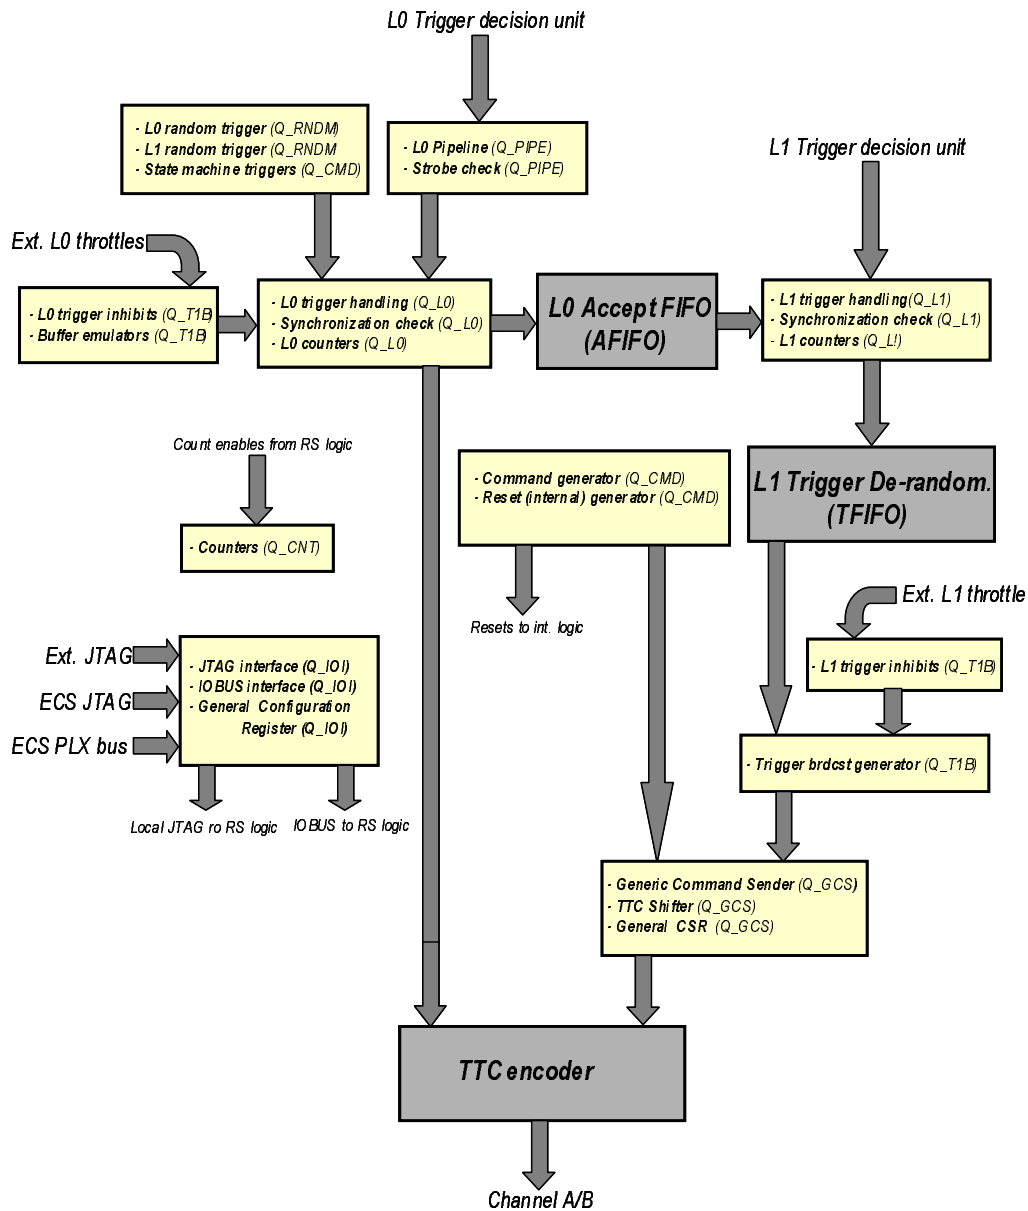 L0 Trigger decision unit
- L0 random trigger (Q_RNDM)
- L1 random trigger (Q_RNDM
- State machine triggers (Q_CMD)
- L0 Pipeline (Q_PIPE)
- Strobe check (Q_PIPE)
L1 Trigger decision unit
Ext. L0 throttles
- L0 trigger inhibits (Q_T1B)
- Buffer emulators (Q_T1B)
- L0 trigger handling (Q_L0)
- Synchronization check (Q_L0)
- L0 counters (Q_L0)
L0 Accept FIFO
(AFIFO)
- L1 trigger handling(Q_L1)
- Synchronization check (Q_L1)
- L1 counters (Q_L!)
Count enables from RS logic
- Counters (Q_CNT)
- Command generator (Q_CMD)
- Reset (internal) generator (Q_CMD)
Resets to int. logic
L1 Trigger De-random.
(TFIFO)
Ext. L1 throttle
- L1 trigger inhibits (Q_T1B)
- Trigger brdcst generator (Q_T1B)
Ext. JTAG
ECS JTAG
ECS PLX bus
- JTAG interface (Q_IOI)
- IOBUS interface (Q_IOI)
- General Configuration
Register (Q_IOI)
Local JTAG ro RS logic
IOBUS to RS logic
- Generic Command Sender (Q_GCS)
- TTC Shifter (Q_GCS)
- General CSR (Q_GCS)
TTC encoder
Channel A/B